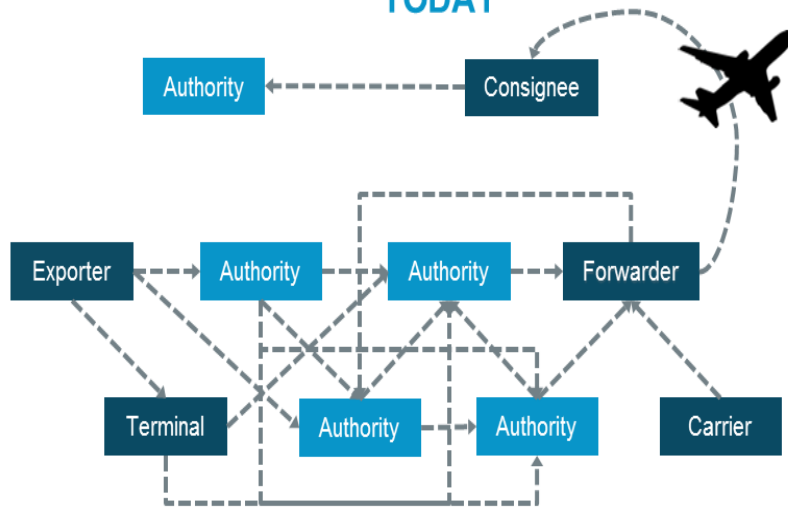 TODAY
Authority
Consignee
Exporter
Authority
Authority
Forwarder
Terminal
Authority
Authority
Carrier